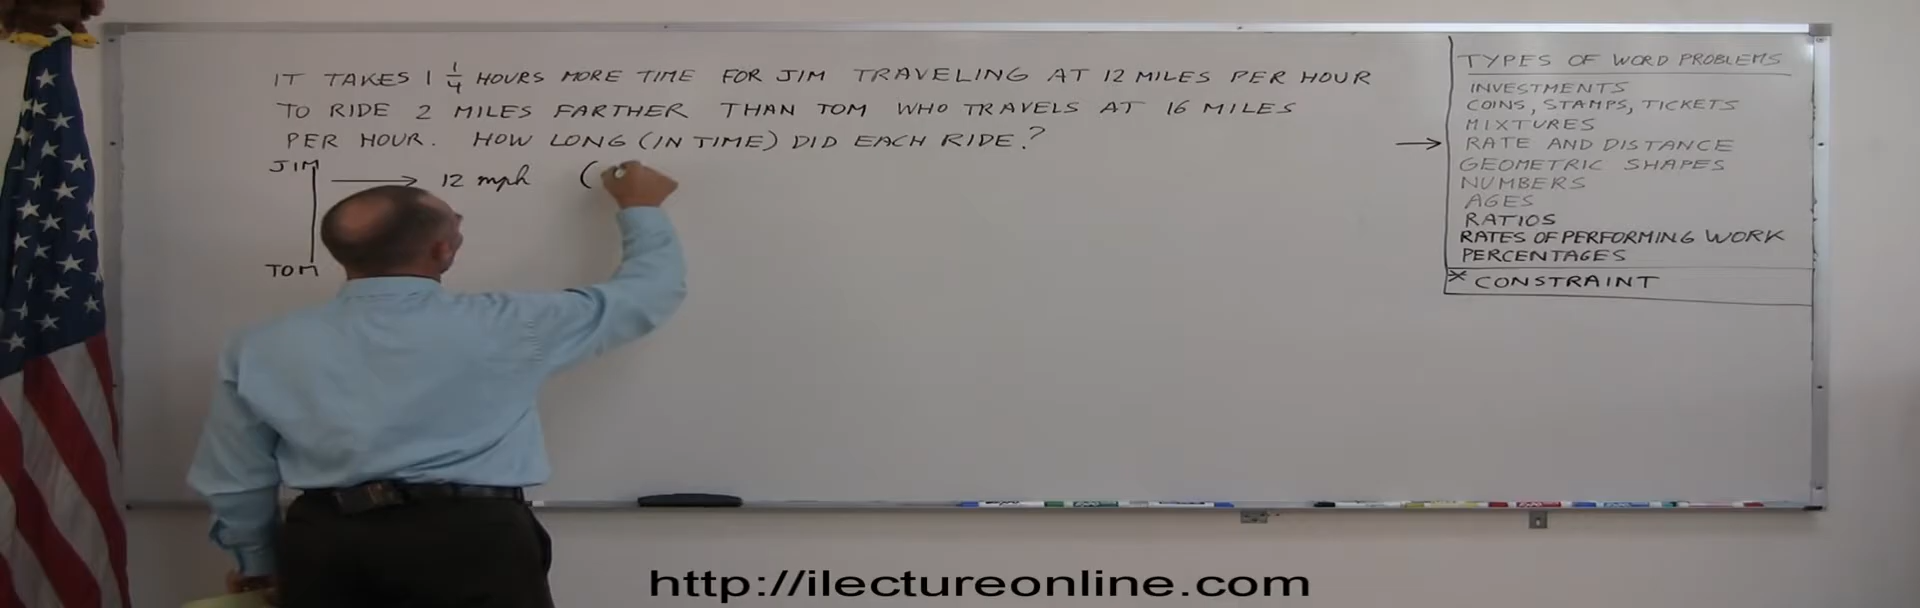 IT TAKES 1 1/4 HOURS MORE TIME FOR JIM TRAVELING AT 12 MILES PER HOUR
TO RIDE 2 MILES FARTHER THAN TOM WHO TRAVELS AT 16 MILES
PER HOUR. HOW LONG (IN TIME) DID EACH RIDE?
JIM
12 mph (
TOM
TYPES OF WORD PROBLEMS
INVESTMENTS
COINS, STAMPS, TICKETS
MIXTURES
→ RATE AND DISTANCE
GEOMETRIC SHAPES
NUMBERS
AGES
RATIOS
RATES OF PERFORMING WORK
PERCENTAGES
* CONSTRAINT
http://ilectureonline.com